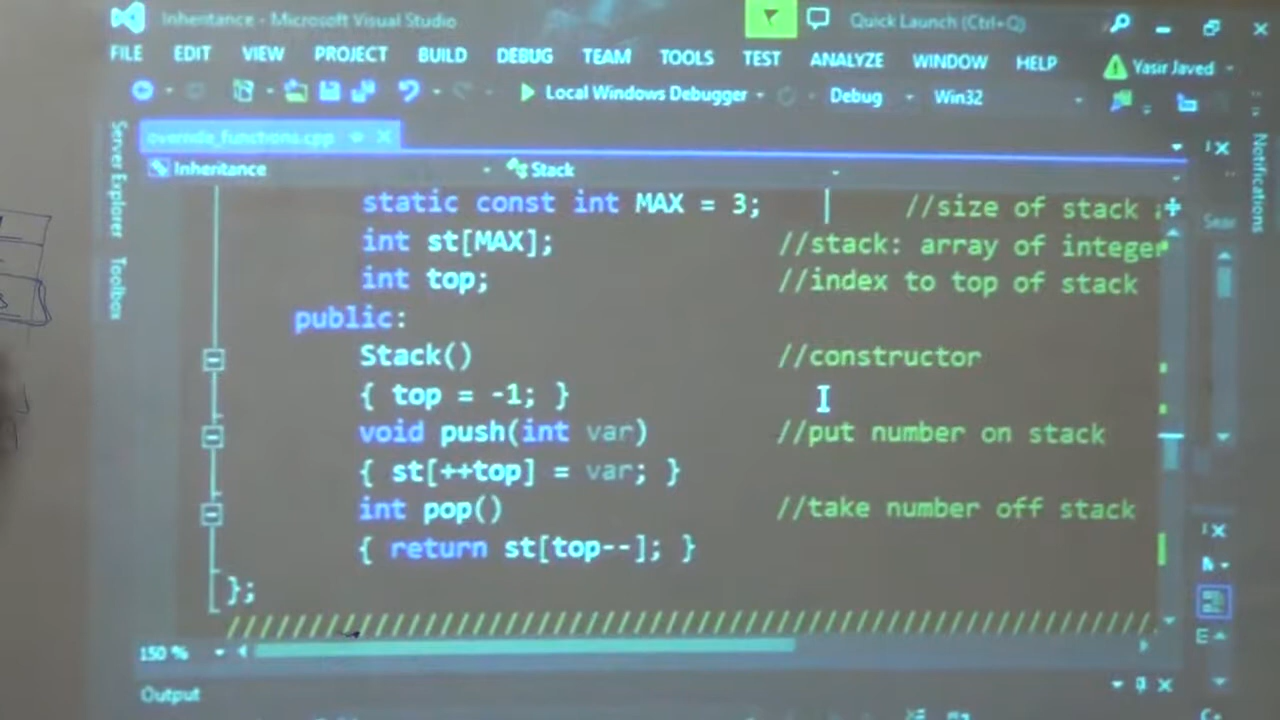 Inheritance - Microsoft Visual Studio
Quick Launch (Ctrl+Q)
FILE EDIT VIEW PROJECT BUILD DEBUG TEAM TOOLS TEST ANALYZE WINDOW HELP
Yasir Javed
Local Windows Debugger
Debug
Win32
Server Explorer
Toolbox
Notifications
override_functions.cpp
Inheritance
Stack
static const int MAX = 3; //size of stack
int st[MAX]; //stack: array of integer
int top; //index to top of stack
public:
Stack() //constructor
{ top = -1; }
void push(int var) //put number on stack
{ st[++top] = var; }
int pop() //take number off stack
{ return st[top--]; }
};
////////////////////////////////////////////////////////////
150 %
Output